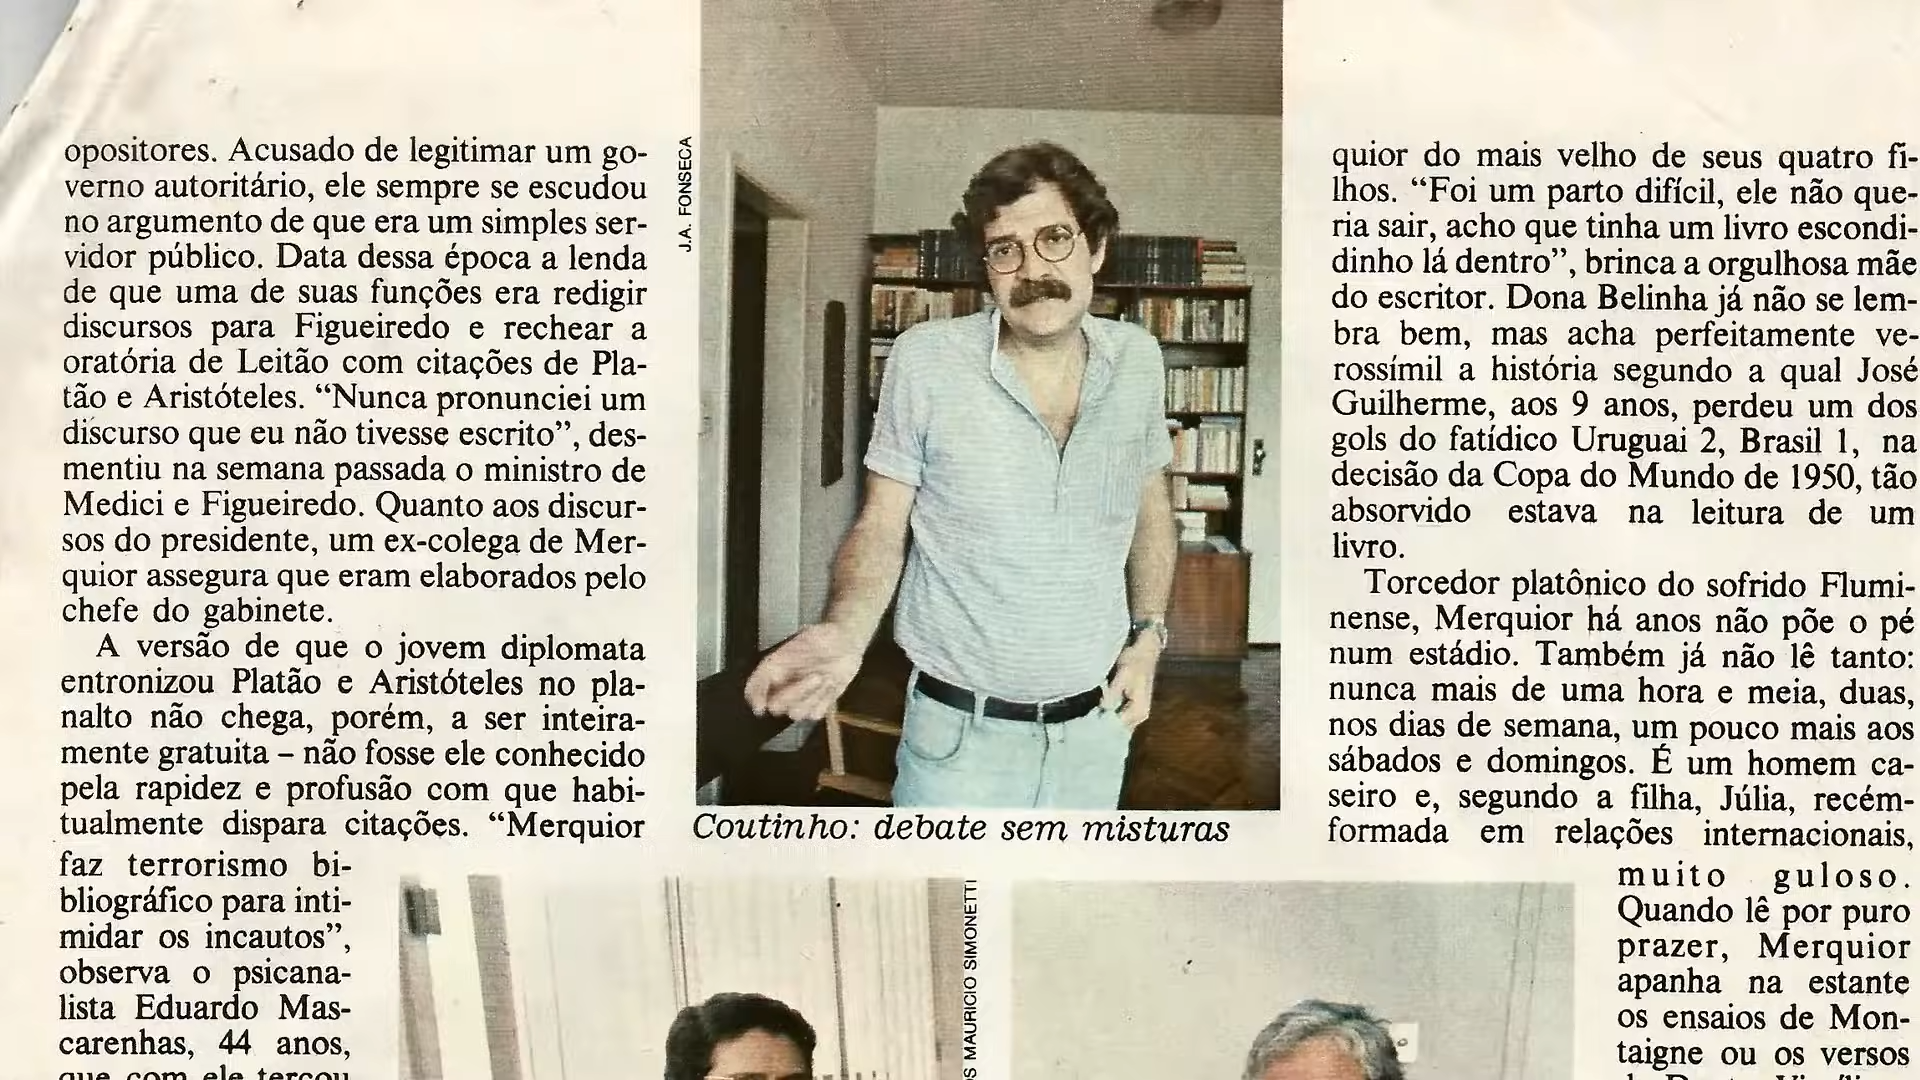 opositores. Acusado de legitimar um go-
verno autoritário, ele sempre se escudou
no argumento de que era um simples ser-
vidor público. Data dessa época a lenda
de que uma de suas funções era redigir
discursos para Figueiredo e rechear a
oratória de Leitão com citações de Pla-
tão e Aristóteles. “Nunca pronunciei um
discurso que eu não tivesse escrito”, des-
mentiu na semana passada o ministro de
Medici e Figueiredo. Quanto aos discur-
sos do presidente, um ex-colega de Mer-
quior assegura que eram elaborados pelo
chefe do gabinete.
A versão de que o jovem diplomata
entronizou Platão e Aristóteles no pla-
nalto não chega, porém, a ser inteira-
mente gratuita – não fosse ele conhecido
pela rapidez e profusão com que habi-
tualmente dispara citações. “Merquior
faz terrorismo bi-
bliográfico para inti-
midar os incautos”,
observa o psicana-
lista Eduardo Mas-
carenhas, 44 anos,
que com ele terçou
J.A. FONSECA
Coutinho: debate sem misturas
MAURICIO SIMONETTI
quior do mais velho de seus quatro fi-
lhos. “Foi um parto difícil, ele não que-
ria sair, acho que tinha um livro escondi-
dinho lá dentro”, brinca a orgulhosa mãe
do escritor. Dona Belinha já não se lem-
bra bem, mas acha perfeitamente ve-
rossímil a história segundo a qual José
Guilherme, aos 9 anos, perdeu um dos
gols do fatídico Uruguai 2, Brasil 1, na
decisão da Copa do Mundo de 1950, tão
absorvido estava na leitura de um
livro.
Torcedor platônico do sofrido Flumi-
nense, Merquior há anos não põe o pé
num estádio. Também já não lê tanto:
nunca mais de uma hora e meia, duas,
nos dias de semana, um pouco mais aos
sábados e domingos. É um homem ca-
seiro e, segundo a filha, Júlia, recém-
formada em relações internacionais,
muito guloso.
Quando lê por puro
prazer, Merquior
apanha na estante
os ensaios de Mon-
taigne ou os versos